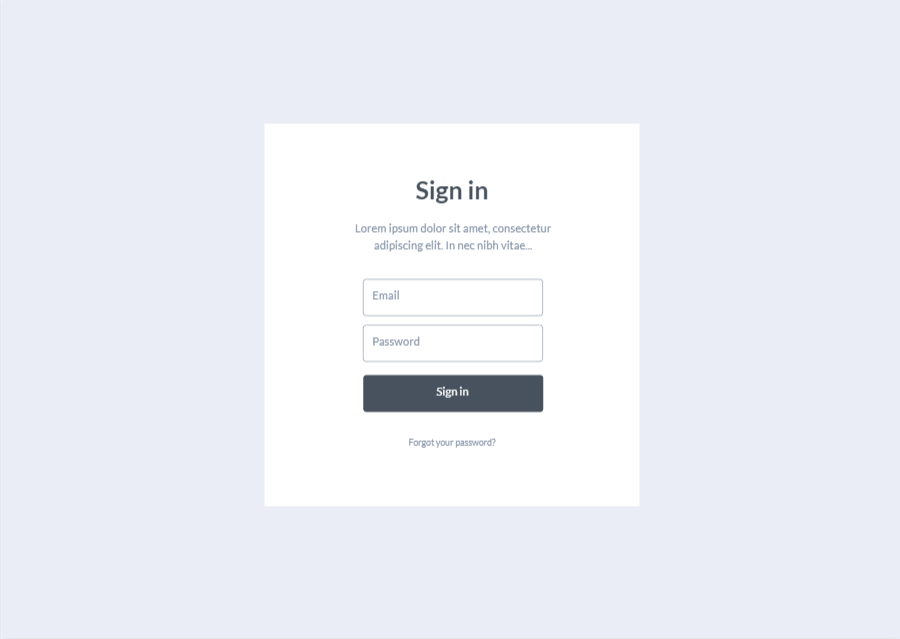 Sign in
Lorem ipsum dolor sit amet, consectetur
adipiscing elit. In nec nibh vitae...
Email
Password
Sign in
Forgot your password?